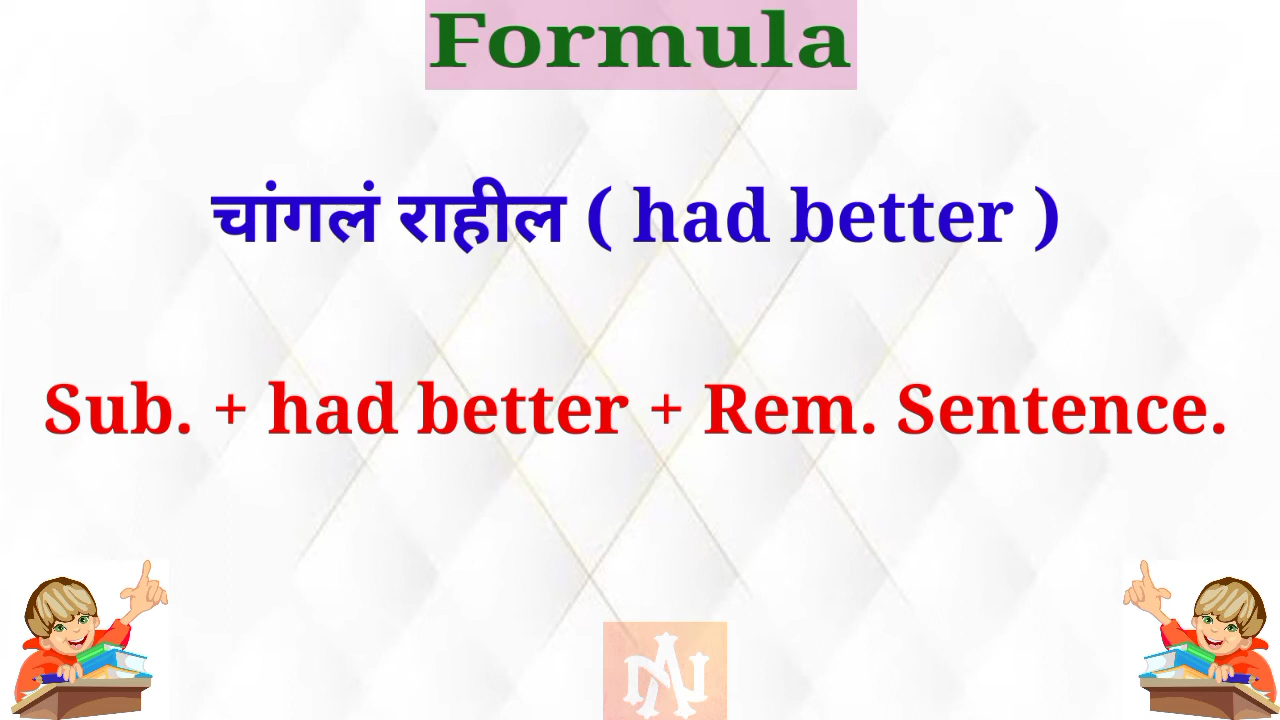 Formula
चांगलं राहील ( had better )
Sub. + had better + Rem. Sentence.